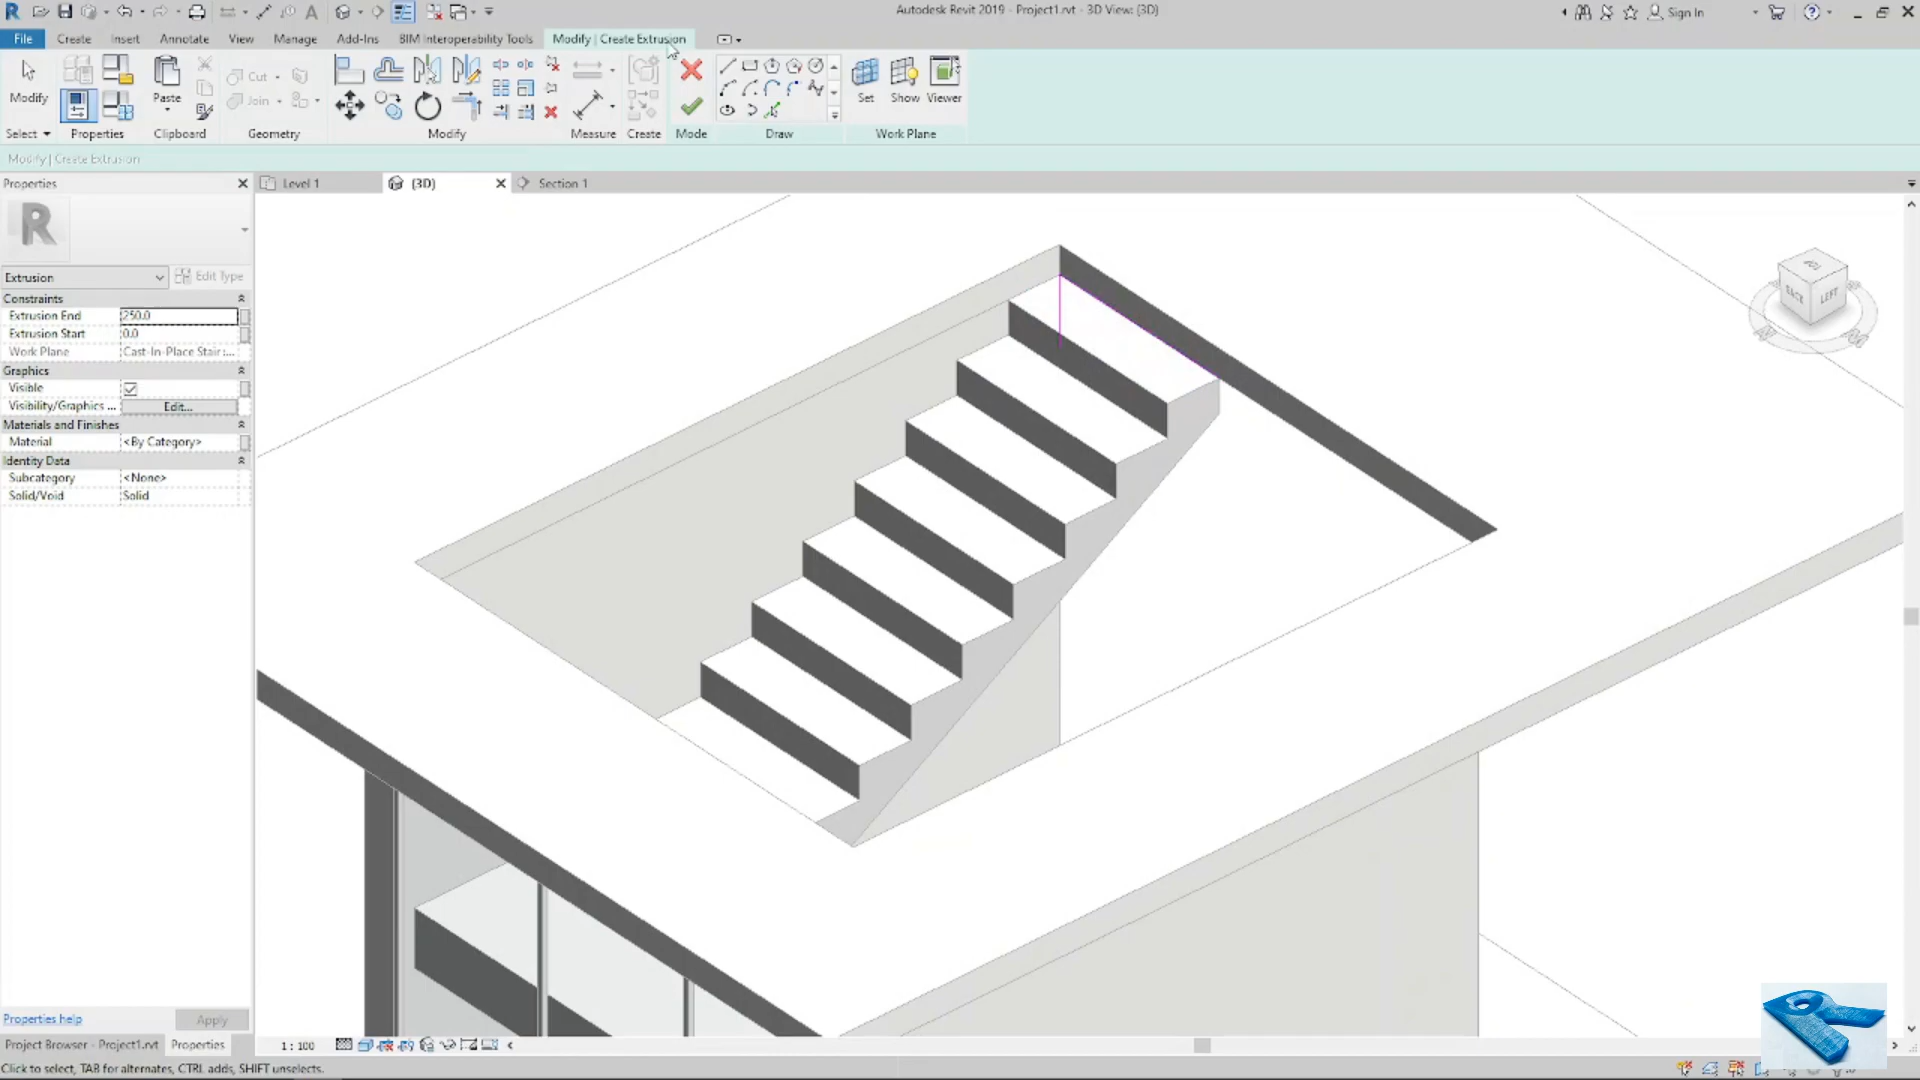 Autodesk Revit 2019 - Project1.rvt - 3D View: {3D}
Sign In
File Create Insert Annotate View Manage Add-Ins BIM Interoperability Tools Modify | Create Extrusion
Cut
Join
Modify Paste Set Show Viewer
Select Properties Clipboard Geometry Modify Measure Create Mode Draw Work Plane
Modify | Create Extrusion
Properties
Level 1 {3D} Section 1
R
Extrusion Edit Type
Constraints
Extrusion End 250.0
Extrusion Start 0.0
Work Plane Cast-In-Place Stair :...
Graphics
Visible
Visibility/Graphics ... Edit...
Materials and Finishes
Material <By Category>
Identity Data
Subcategory <None>
Solid/Void Solid
TOP
BACK LEFT
Properties help Apply
Project Browser - Project1.rvt Properties
1 : 100
Click to select, TAB for alternates, CTRL adds, SHIFT unselects.